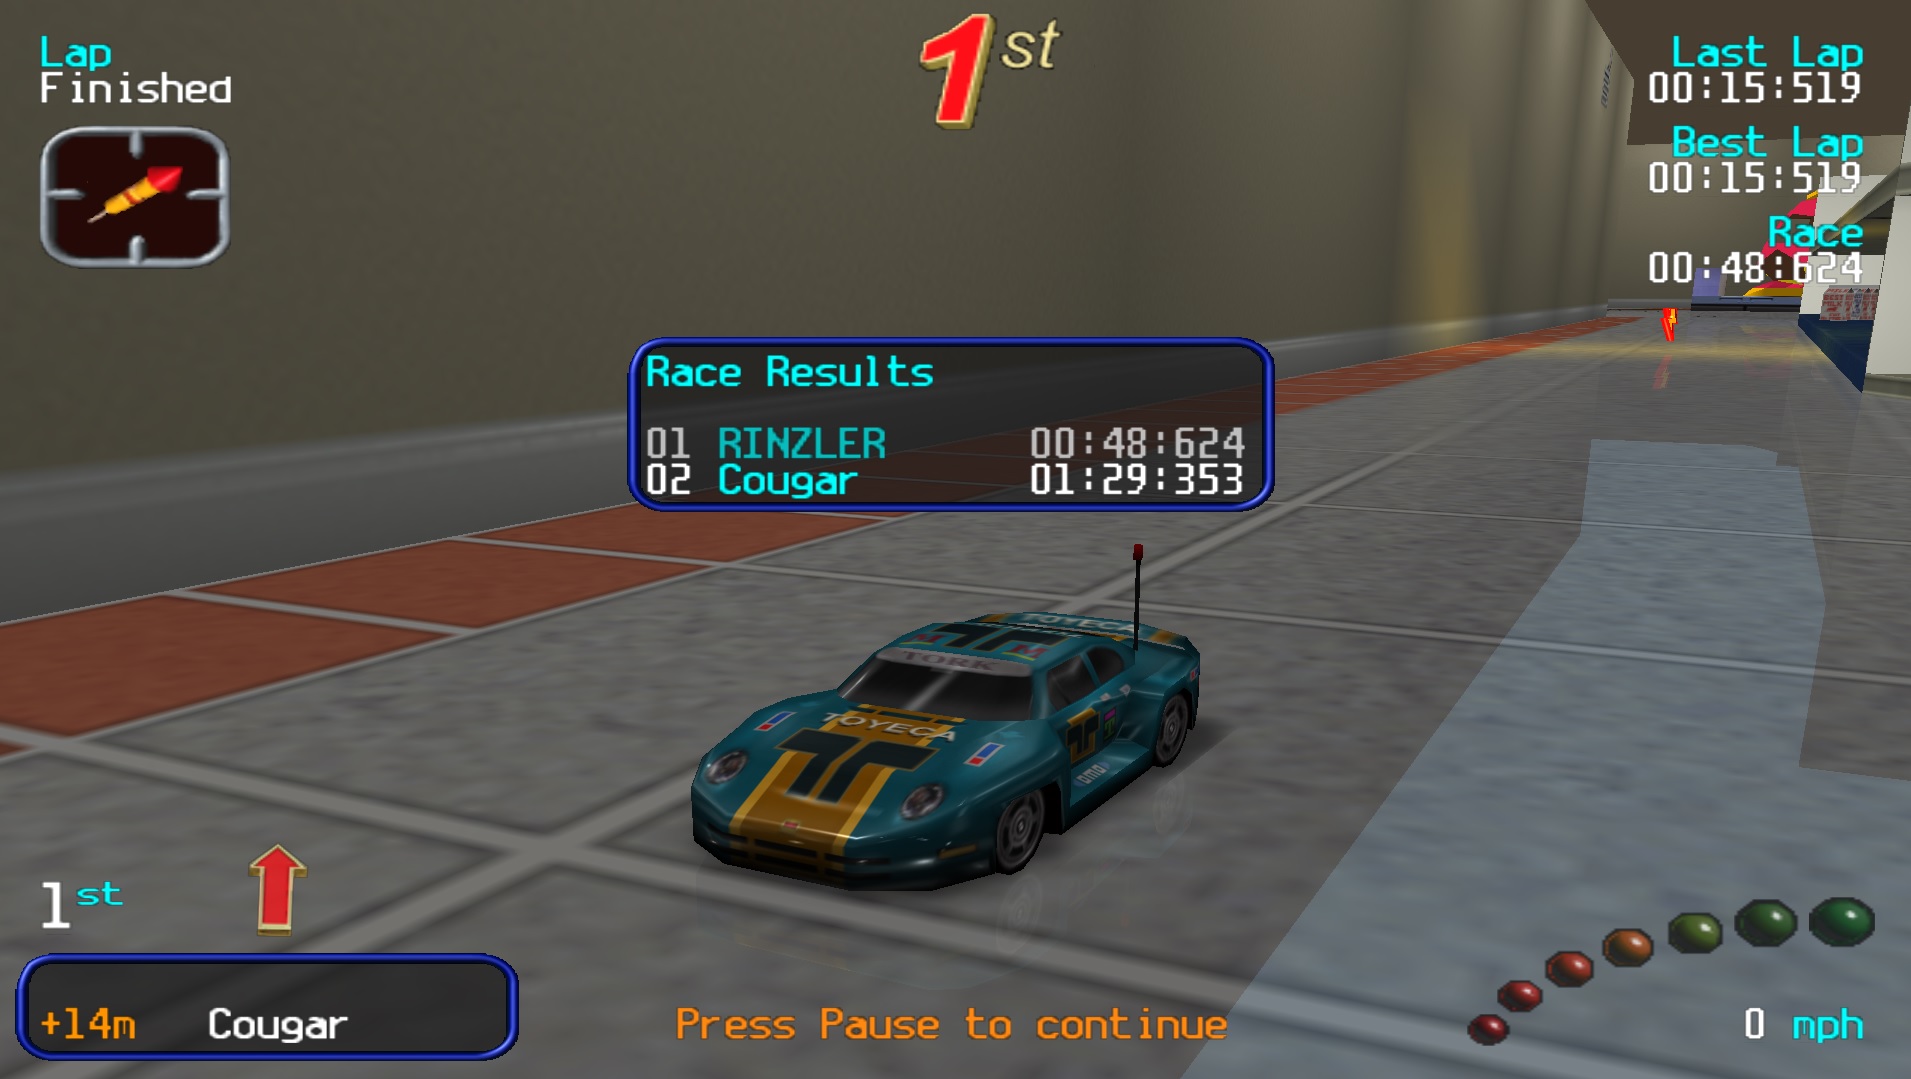 Lap
Finished
1st
Last Lap
00:15:519
Best Lap
00:15:519
Race
00:48:624
Race Results
01 RINZLER 00:48:624
02 Cougar 01:29:353
TOYECA
M M
YORK
TOYECA
1st
+14m Cougar
Press Pause to continue
0 mph